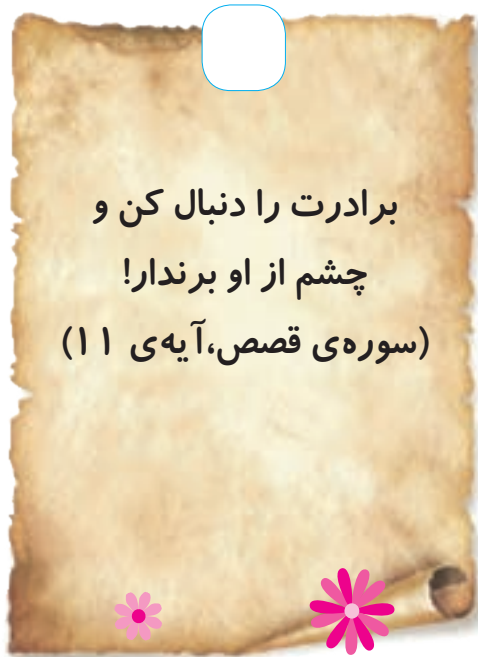 برادرت را دنبال کن و
چشم از او برندار!
(سوره‌ی قصص،آیه‌ی ۱۱)